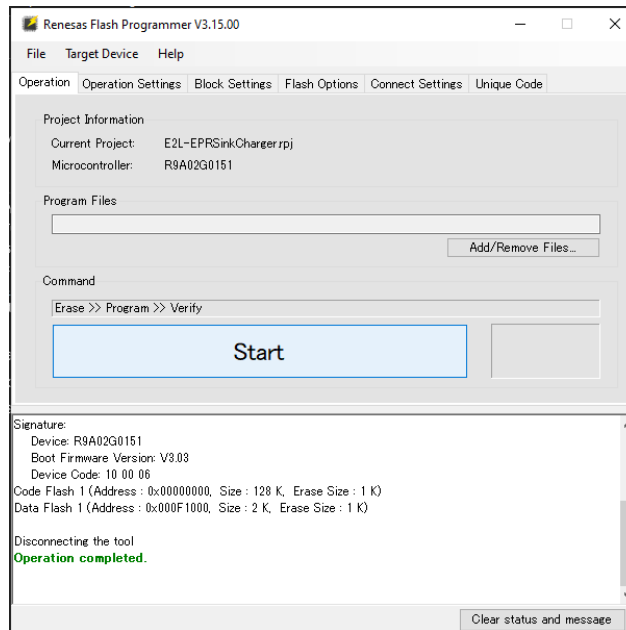 Renesas Flash Programmer V3.15.00
File Target Device Help
Operation Operation Settings Block Settings Flash Options Connect Settings Unique Code
Project Information
Current Project: E2L-EPRSinkCharger.rpj
Microcontroller: R9A02G0151
Program Files
Add/Remove Files...
Command
Erase >> Program >> Verify
Start
Signature:
Device: R9A02G0151
Boot Firmware Version: V3.03
Device Code: 10 00 06
Code Flash 1 (Address : 0x00000000, Size : 128 K, Erase Size : 1 K)
Data Flash 1 (Address : 0x000F1000, Size : 2 K, Erase Size : 1 K)
Disconnecting the tool
Operation completed.
Clear status and message